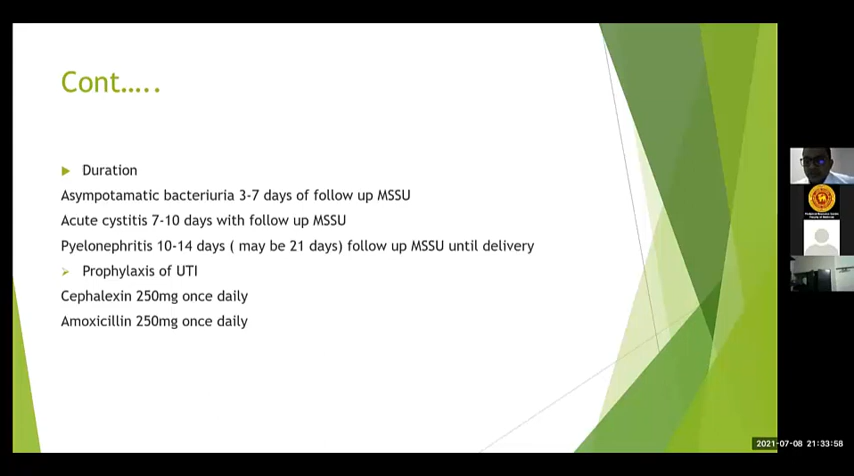 Cont…..
Duration
Asympotamatic bacteriuria 3-7 days of follow up MSSU
Acute cystitis 7-10 days with follow up MSSU
Pyelonephritis 10-14 days ( may be 21 days) follow up MSSU until delivery
Prophylaxis of UTI
Cephalexin 250mg once daily
Amoxicillin 250mg once daily
2021-07-08 21:33:58